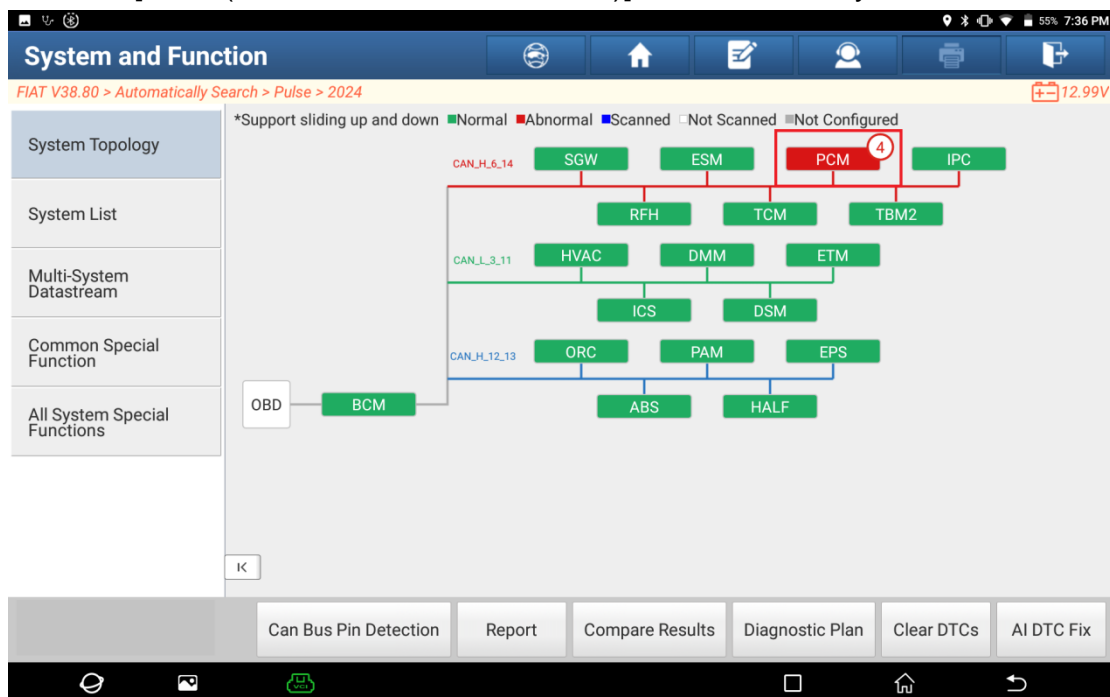 55% 7:36 PM
System and Function
FIAT V38.80 > Automatically Search > Pulse > 2024
12.99V
System Topology
System List
Multi-System
Datastream
Common Special
Function
All System Special
Functions
*Support sliding up and down Normal Abnormal Scanned Not Scanned Not Configured
CAN_H_6_14 SGW ESM PCM 4 IPC
RFH TCM TBM2
CAN_L_3_11 HVAC DMM ETM
ICS DSM
CAN_H_12_13 ORC PAM EPS
OBD BCM ABS HALF
Can Bus Pin Detection Report Compare Results Diagnostic Plan Clear DTCs AI DTC Fix
VCI